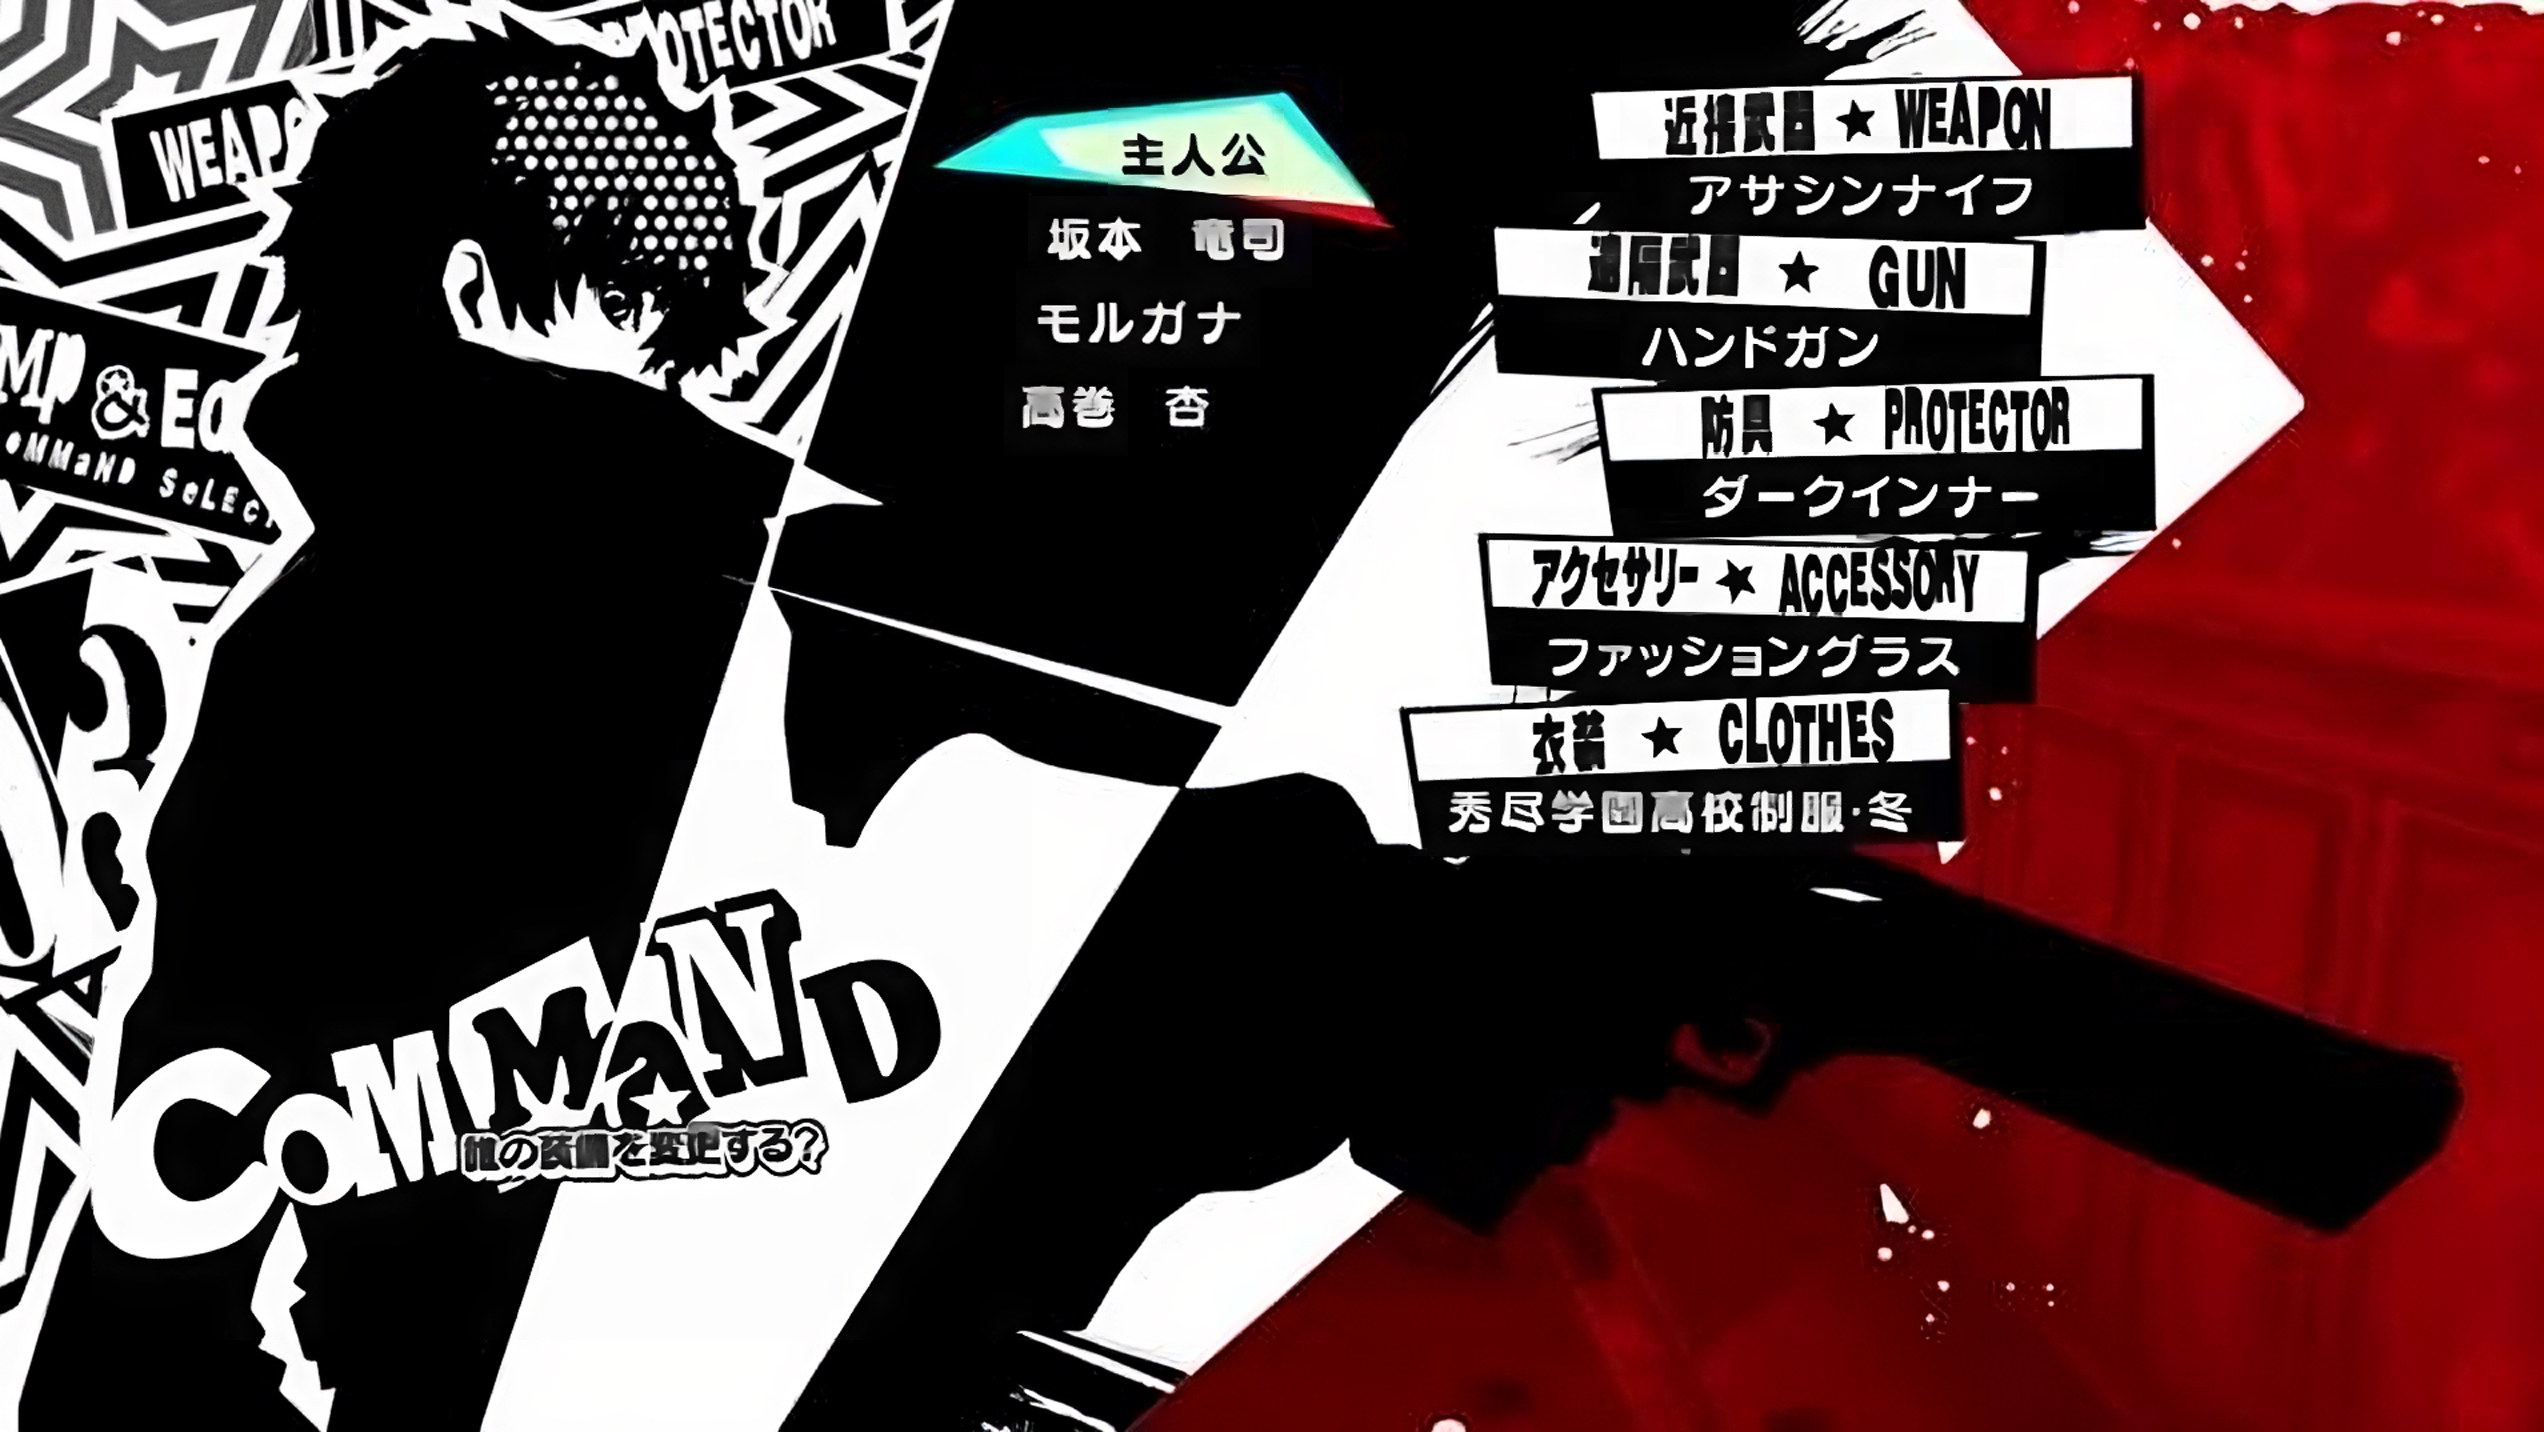 OTECTOR
WEAPO
MP & EQ
COMMaND SeLECT
主人公
坂本 竜司
モルガナ
高巻 杏
近接武器 ★ WEAPON
アサシンナイフ
遠隔武器 ★ GUN
ハンドガン
防具 ★ PROTECTOR
ダークインナー
アクセサリー ★ ACCESSORY
ファッショングラス
衣装 ★ CLOTHES
秀尽学園高校制服・冬
CoMMaND
他の装備を変更する?